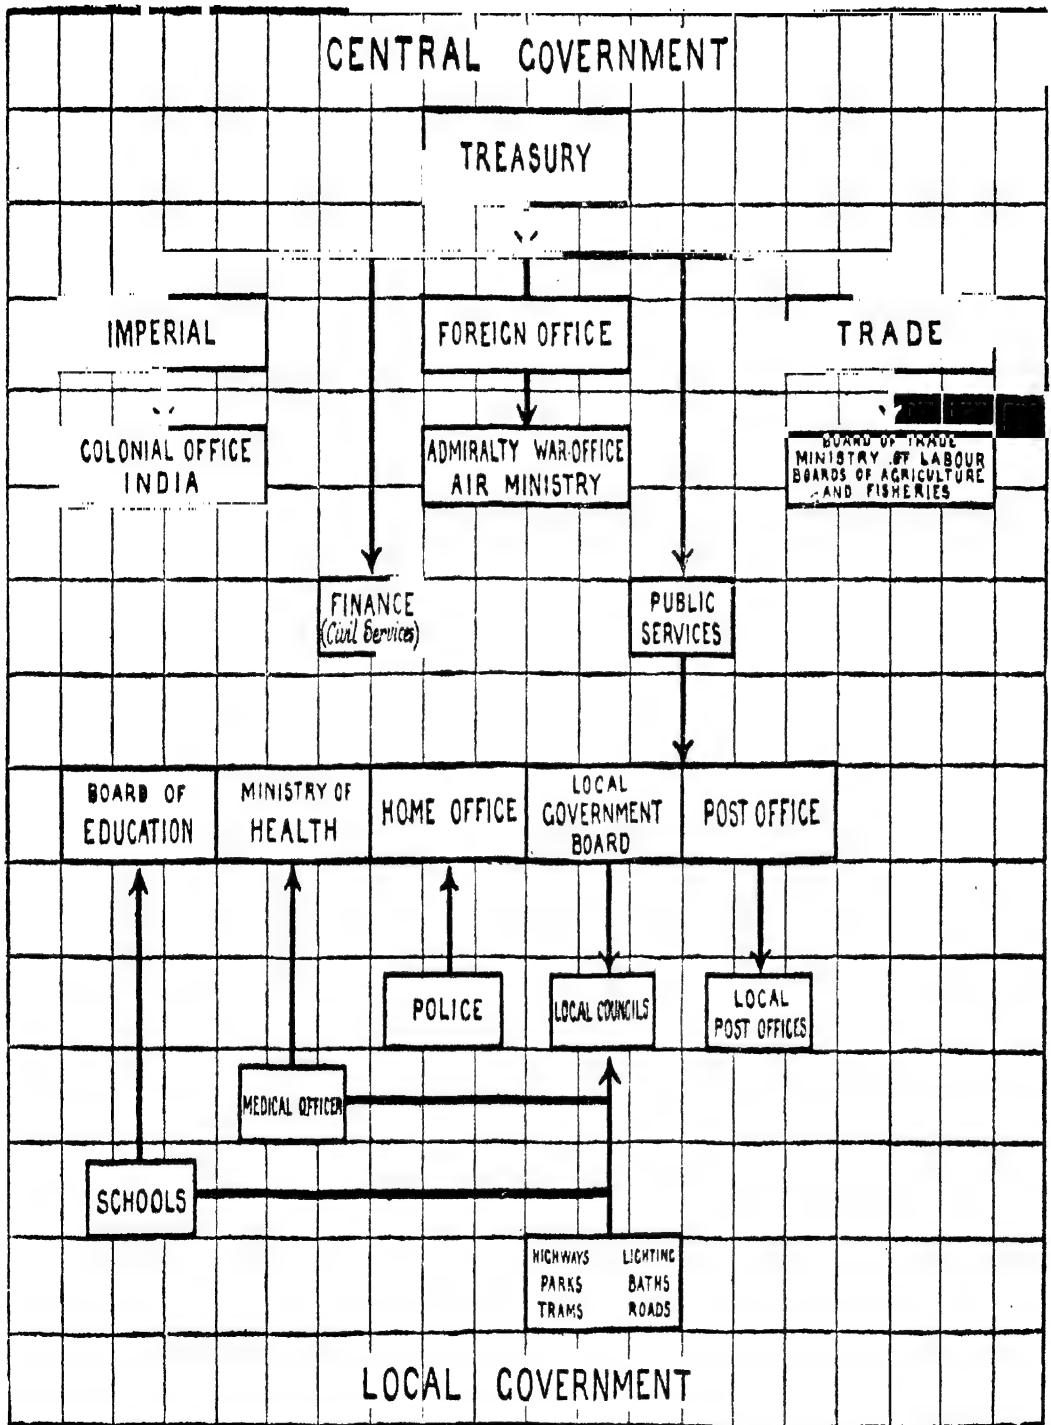 CENTRAL GOVERNMENT
TREASURY
IMPERIAL
FOREIGN OFFICE
TRADE
COLONIAL OFFICE
INDIA
ADMIRALTY WAR-OFFICE
AIR MINISTRY
BOARD OF TRADE
MINISTRY OF LABOUR
BOARDS OF AGRICULTURE
AND FISHERIES
FINANCE
(Civil Services)
PUBLIC
SERVICES
BOARD OF
EDUCATION
MINISTRY OF
HEALTH
HOME OFFICE
LOCAL
GOVERNMENT
BOARD
POST OFFICE
POLICE
LOCAL COUNCILS
LOCAL
POST OFFICES
MEDICAL OFFICER
SCHOOLS
HIGHWAYS LIGHTING
PARKS BATHS
TRAMS ROADS
LOCAL GOVERNMENT